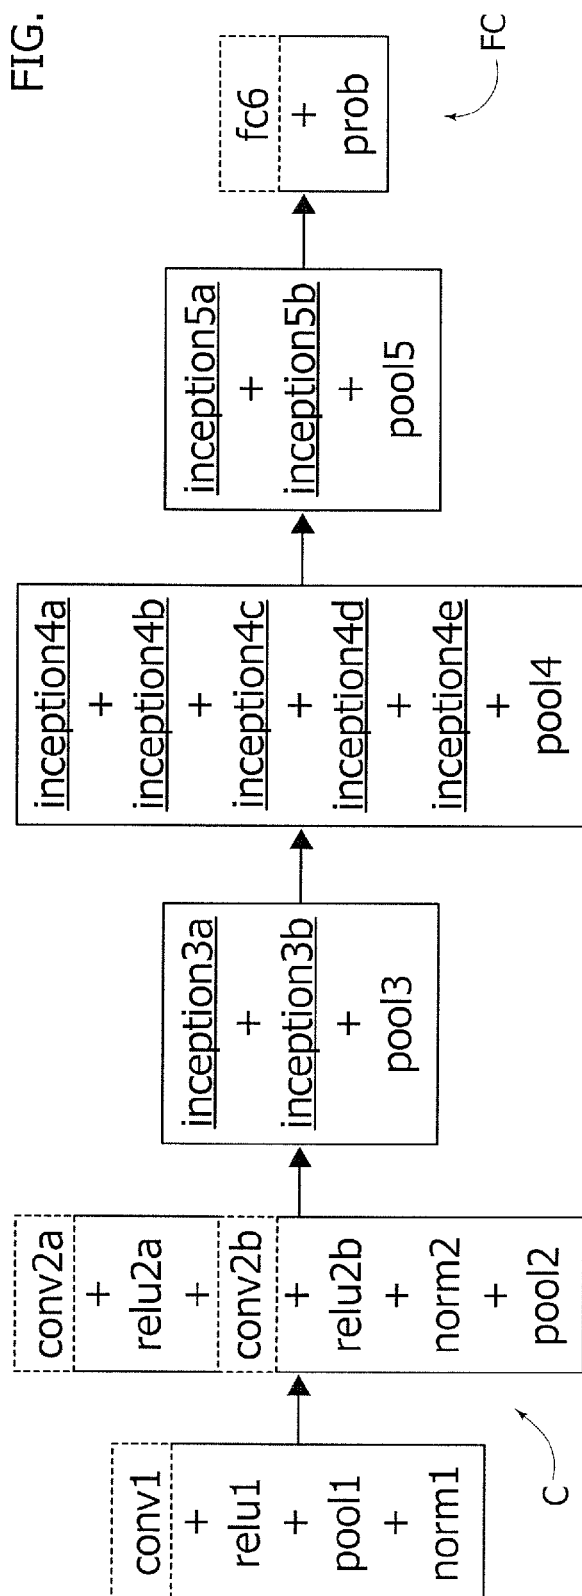 FIG.
conv1
+
relu1
+
pool1
+
norm1
conv2a
+
relu2a
+
conv2b
+
relu2b
+
norm2
+
pool2
C
inception3a
+
inception3b
+
pool3
inception4a
+
inception4b
+
inception4c
+
inception4d
+
inception4e
+
pool4
inception5a
+
inception5b
+
pool5
fc6
+
prob
FC